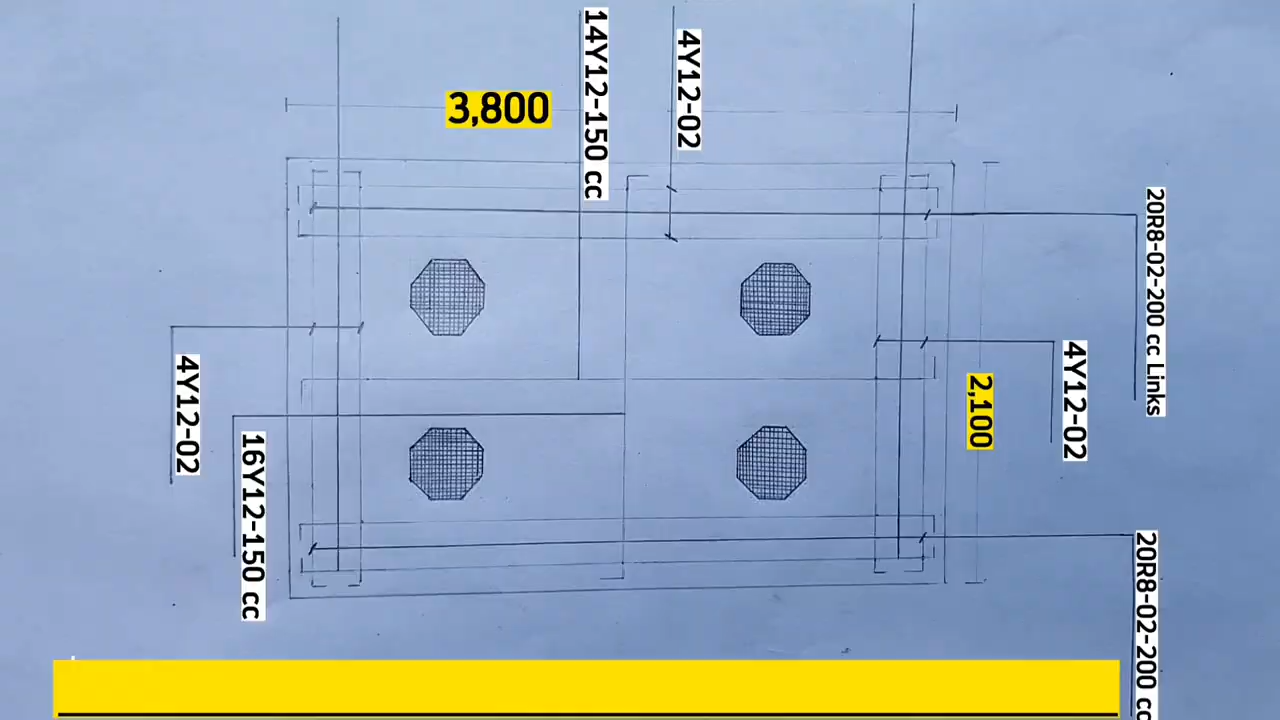 14Y12-150 cc
4Y12-02
3,800
20R8-02-200 cc Links
4Y12-02
4Y12-02
2,100
16Y12-150 cc
20R8-02-200 cc